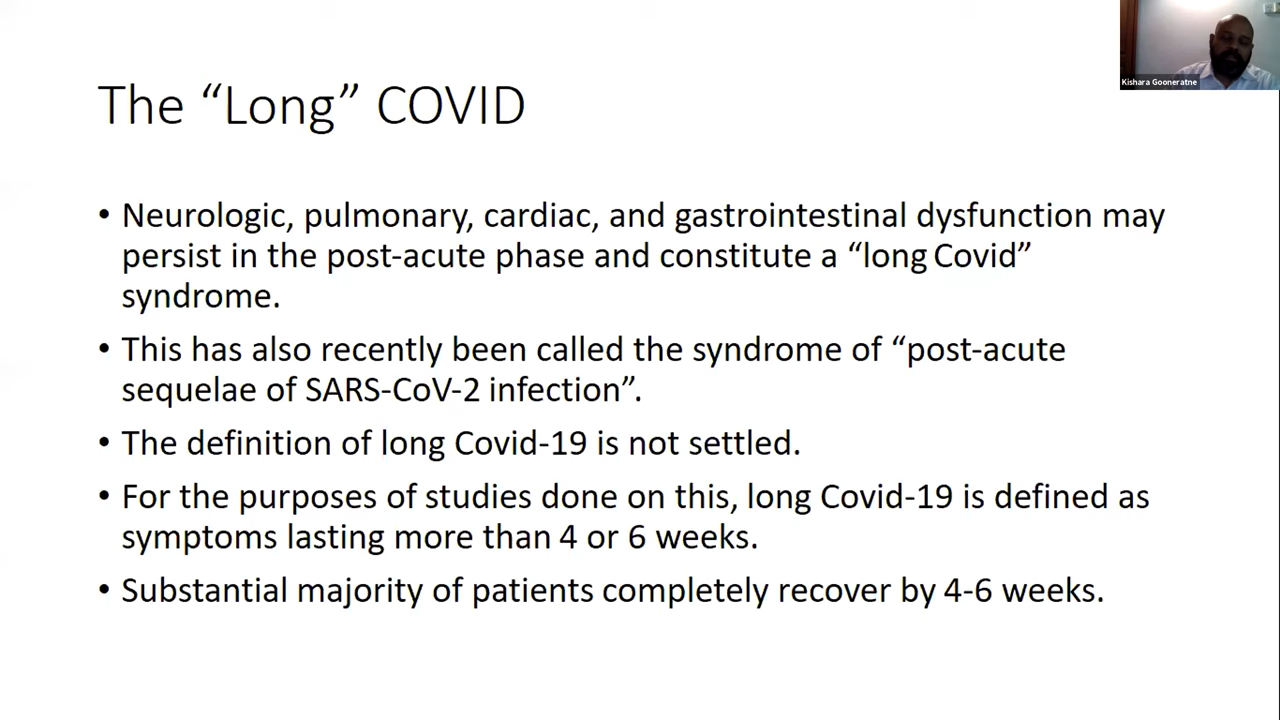 Kishara Gooneratne
The “Long” COVID
• Neurologic, pulmonary, cardiac, and gastrointestinal dysfunction may
persist in the post-acute phase and constitute a “long Covid”
syndrome.
• This has also recently been called the syndrome of “post-acute
sequelae of SARS-CoV-2 infection”.
• The definition of long Covid-19 is not settled.
• For the purposes of studies done on this, long Covid-19 is defined as
symptoms lasting more than 4 or 6 weeks.
• Substantial majority of patients completely recover by 4-6 weeks.